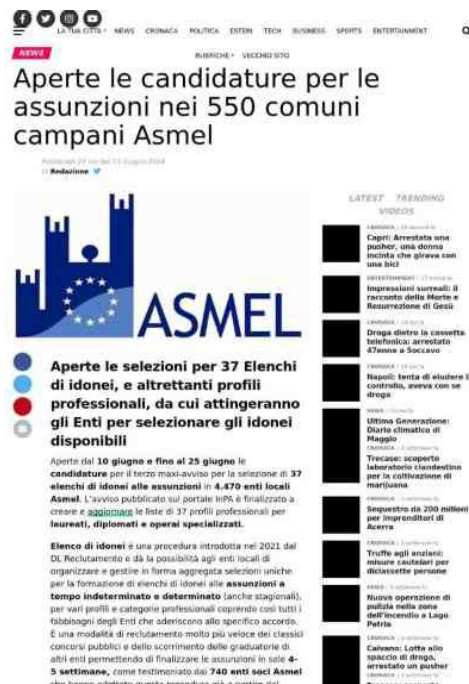 LA TUA CITTÀ NEWS CRONACA POLITICA ESTERI TECH BUSINESS SPORTS ENTERTAINMENT
RUBRICHE VECCHIO SITO
NEWS
Aperte le candidature per le
assunzioni nei 550 comuni
campani Asmel
Redazione
ASMEL
Aperte le selezioni per 37 Elenchi
di idonei, e altrettanti profili
professionali, da cui attingeranno
gli Enti per selezionare gli idonei
disponibili
Aperte dal 10 giugno e fino al 25 giugno le
candidature per il terzo maxi-avviso per la selezione di 37
elenchi di idonei alle assunzioni in 4.470 enti locali
Asmel. L'avviso pubblicato sul portale InPA è finalizzato a
creare e aggiornare le liste di 37 profili professionali per
laureati, diplomati e operai specializzati.
Elenco di idonei è una procedura introdotta nel 2021 dal
DL Reclutamento e dà la possibilità agli enti locali di
organizzare e gestire in forma aggregata selezioni uniche
per la formazione di elenchi di idonei alle assunzioni a
tempo indeterminato e determinato (anche stagionali),
per vari profili e categorie professionali coprendo così tutti i
fabbisogni degli Enti che aderiscono allo specifico accordo.
È una modalità di reclutamento molto più veloce dei classici
concorsi pubblici e dello scorrimento delle graduatorie di
altri enti permettendo di finalizzare le assunzioni in sole 4-
5 settimane, come testimoniato dai 740 enti soci Asmel
LATEST TRENDING
VIDEOS
Capri: Arrestata una
pusher, una donna
incinta che girava con
una bici
Impressioni surreali: il
racconto della Morte e
Resurrezione di Gesù
Droga dietro la cassetta
telefonica: arrestato
47enne a Soccavo
Napoli: tenta di eludere i
controllo, aveva con se
droga
Ultima Generazione:
Diario climatico di
Maggio
Trecase: scoperto
laboratorio clandestino
per la coltivazione di
marijuana
Sequestro da 200 milioni
per imprenditori di
Acerra
Truffe agli anziani:
misure cautelari per
diciassette persone
Nuova operazione di
pulizia nella zona
dell'incendio a Lago
Patria
Caivano: Lotta allo
spaccio di droga,
arrestato un pusher